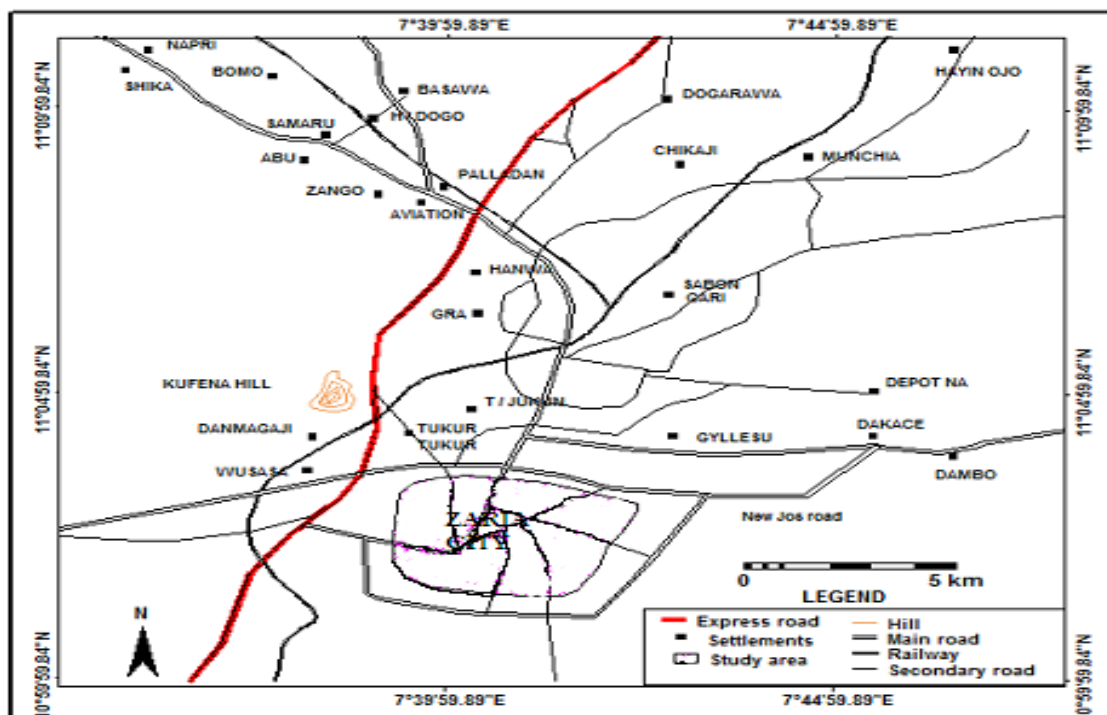 7°39'59.89"E 7°44'59.89"E
NAPRI
SHIKA
BOMO
BASAWA
HAYIN OJO
DOGARAWA
11°09'59.84"N 11°09'59.84"N
H/ DOGO
SAMARU
ABU
CHIKAJI
MUNCHIA
PALLADAN
ZANGO
AVIATION
HANWA
SABON
GARI
GRA
KUFENA HILL
DEPOT NA
11°04'59.84"N 11°04'59.84"N
T / JUKUN
DANMAGAJI
TUKUR
TUKUR
GYLLESU
DAKACE
WUSASA
DAMBO
ZARIA
CITY
New Jos road
0 5 km
LEGEND
N
Express road
Settlements
Study area
Hill
Main road
Railway
Secondary road
10°59'59.84"N 10°59'59.84"N
7°39'59.89"E 7°44'59.89"E